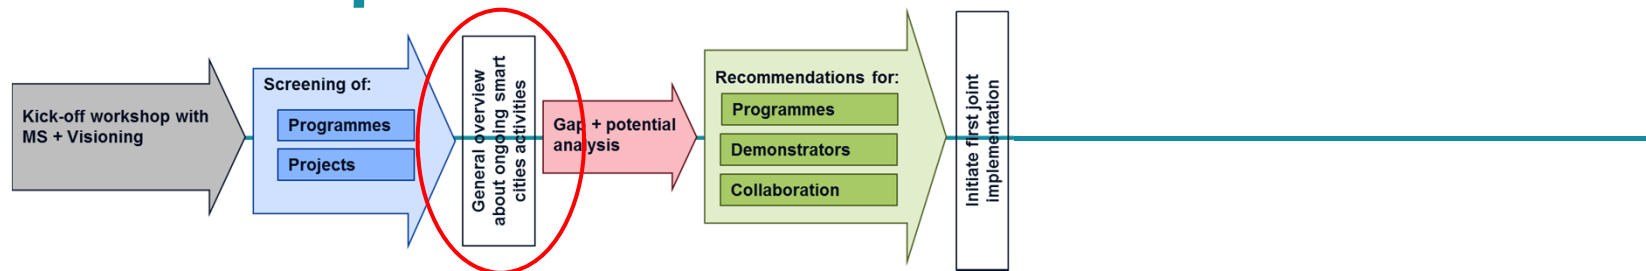 Kick-off workshop with
MS + Visioning
Screening of:
Programmes
Projects
General overview
about ongoing smart
cities activities
Gap + potential
analysis
Recommendations for:
Programmes
Demonstrators
Collaboration
Initiate first joint
implementation